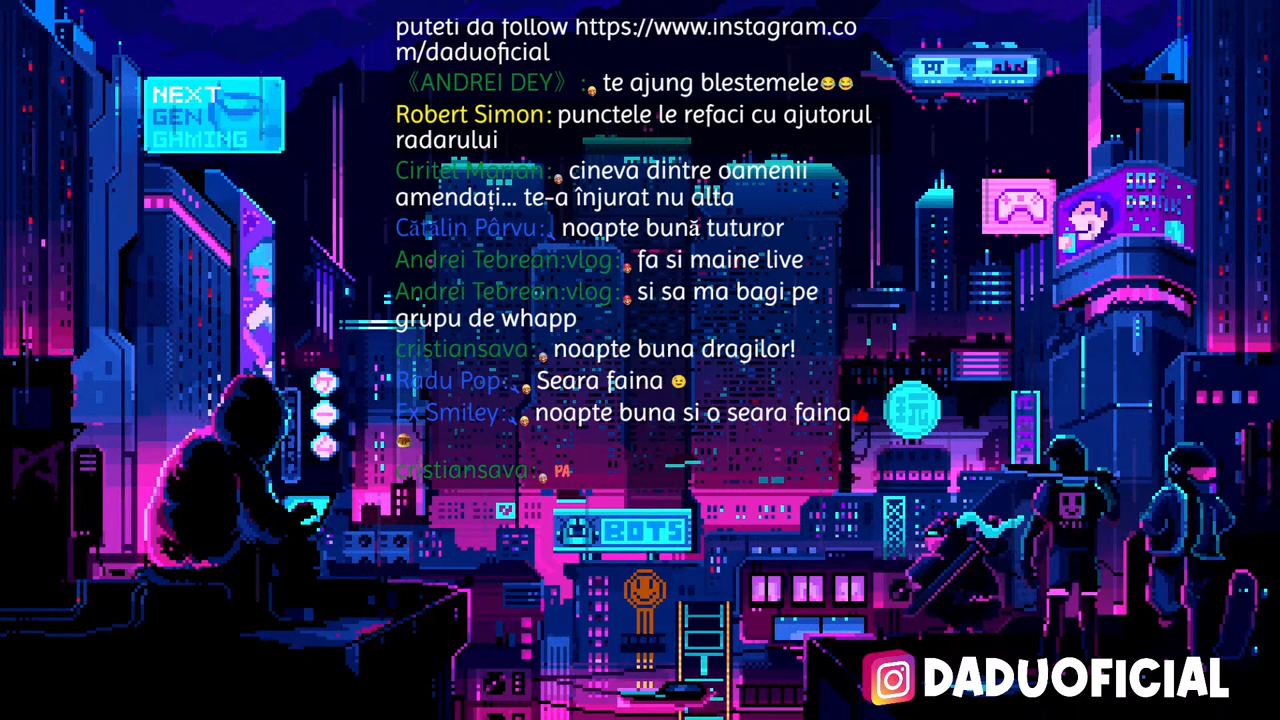 puteti da follow https://www.instagram.co
m/daduoficial
《ANDREI DEY》 : te ajung blestemele😂😂
Robert Simon: punctele le refaci cu ajutorul
radarului
Ciritel Marian: cineva dintre oamenii
amendați... te-a înjurat nu alta
Cătălin Pârvu: noapte bună tuturor
Andrei Tebrean:vlog: fa si maine live
Andrei Tebrean:vlog: si sa ma bagi pe
grupu de whapp
cristiansava: noapte buna dragilor!
Radu Pop: Seara faina 😉
Ex Smiley: noapte buna si o seara faina👍
cristiansava: PA
NEXT
GEN
GAMING
BOTS
DADUOFICIAL